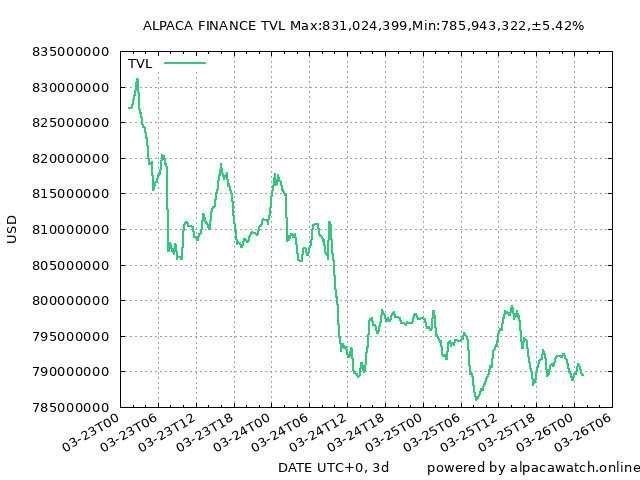 ALPACA FINANCE TVL Max:831,024,399,Min:785,943,322,±5.42%
835000000
TVL
830000000
825000000
820000000
815000000
810000000
USD
805000000
800000000
795000000
790000000
785000000
03-23T00 03-23T06 03-23T12 03-23T18 03-24T00 03-24T06 03-24T12 03-24T18 03-25T00 03-25T06 03-25T12 03-25T18 03-26T00 03-26T06
DATE UTC+0, 3d powered by alpacawatch.online